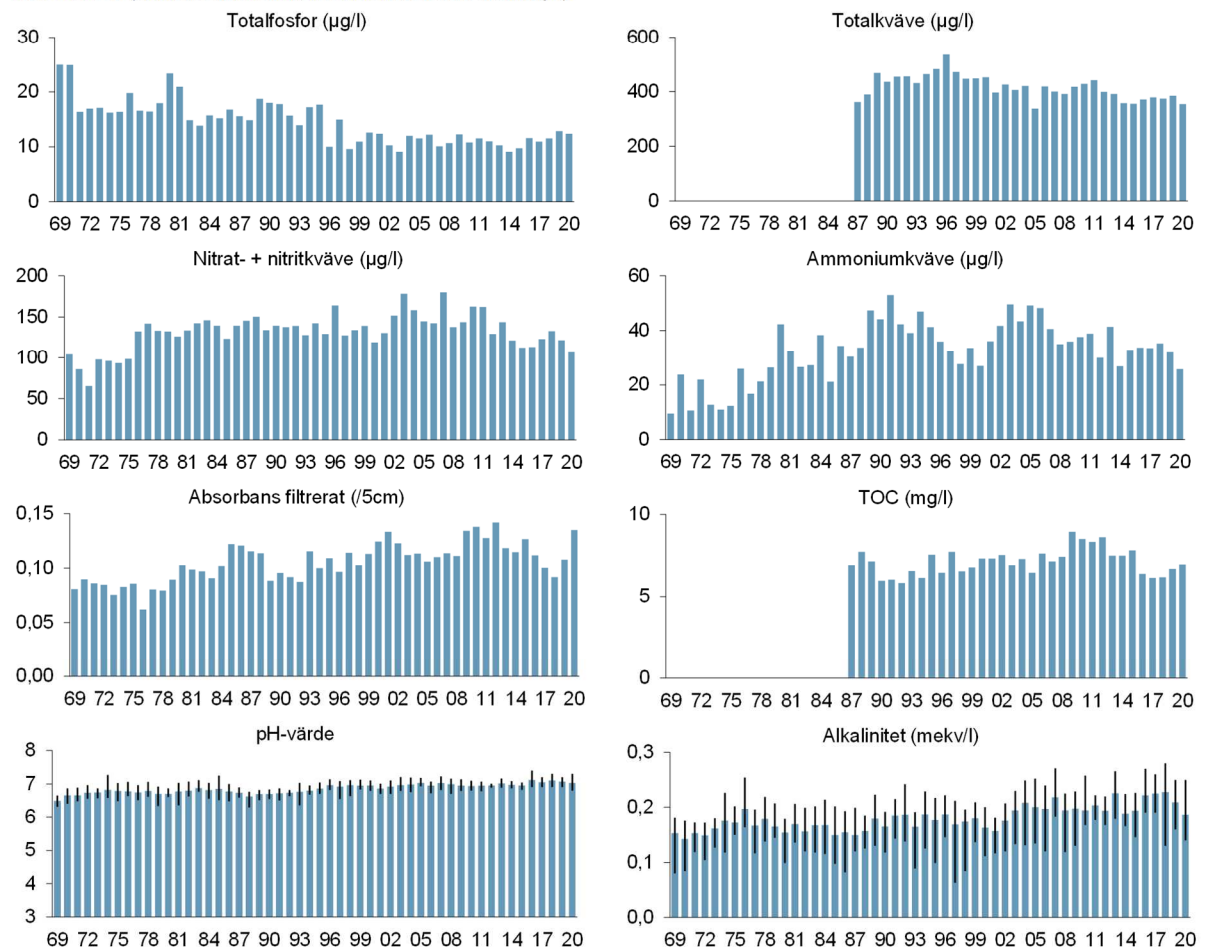 Totalfosfor (µg/l)
30
20
10
0
69 72 75 78 81 84 87 90 93 96 99 02 05 08 11 14 17 20
Totalkväve (µg/l)
600
400
200
0
69 72 75 78 81 84 87 90 93 96 99 02 05 08 11 14 17 20
Nitrat- + nitritkväve (µg/l)
200
150
100
50
0
69 72 75 78 81 84 87 90 93 96 99 02 05 08 11 14 17 20
Ammoniumkväve (µg/l)
60
40
20
0
69 72 75 78 81 84 87 90 93 96 99 02 05 08 11 14 17 20
Absorbans filtrerat (/5cm)
0,15
0,10
0,05
0,00
69 72 75 78 81 84 87 90 93 96 99 02 05 08 11 14 17 20
TOC (mg/l)
10
5
0
69 72 75 78 81 84 87 90 93 96 99 02 05 08 11 14 17 20
pH-värde
8
7
6
5
4
3
69 72 75 78 81 84 87 90 93 96 99 02 05 08 11 14 17 20
Alkalinitet (mekv/l)
0,3
0,2
0,1
0,0
69 72 75 78 81 84 87 90 93 96 99 02 05 08 11 14 17 20